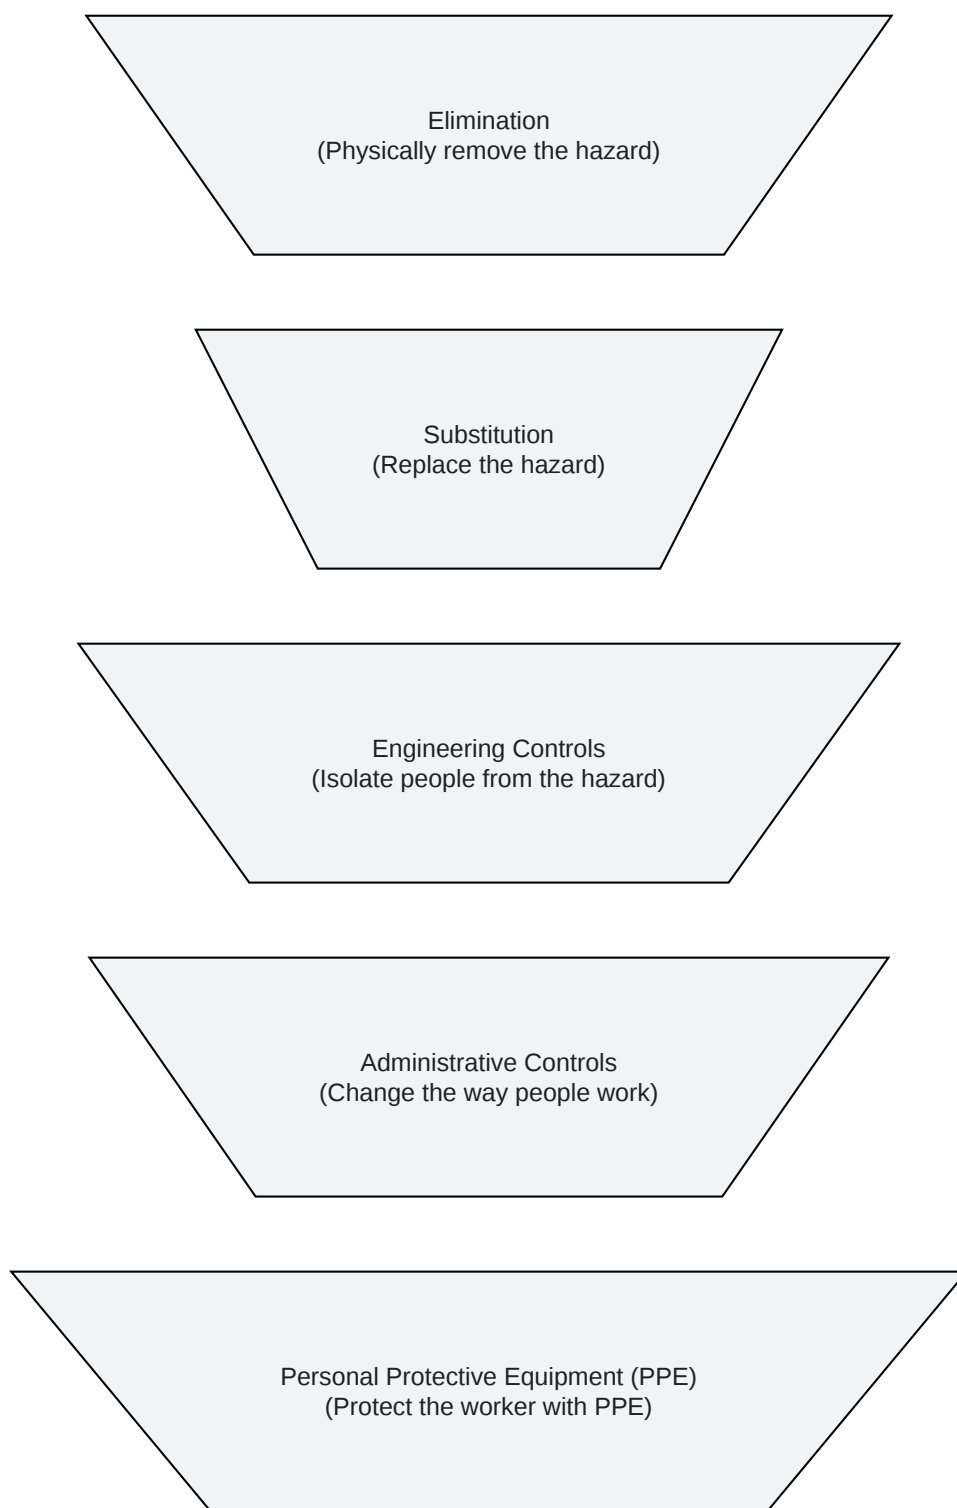 Elimination
(Physically remove the hazard)
Substitution
(Replace the hazard)
Engineering Controls
(Isolate people from the hazard)
Administrative Controls
(Change the way people work)
Personal Protective Equipment (PPE)
(Protect the worker with PPE)